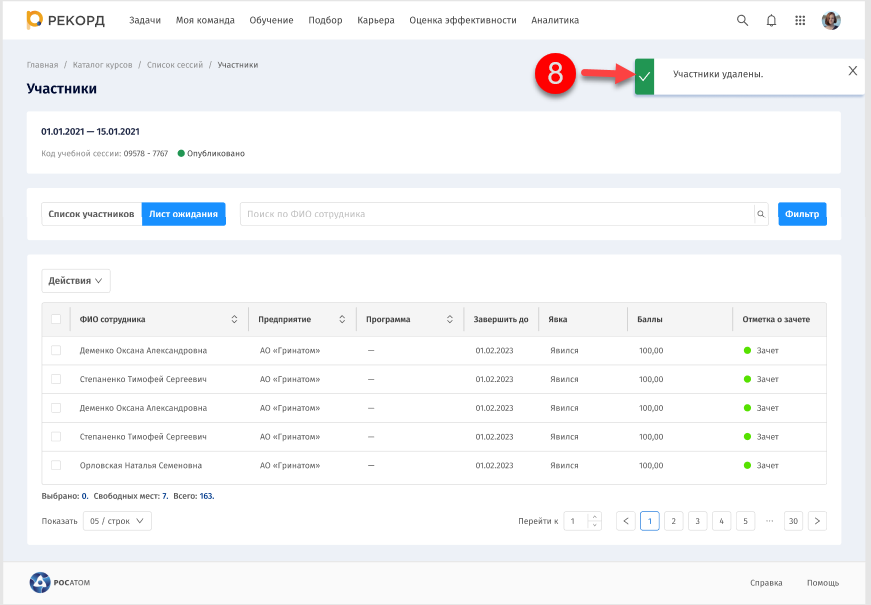 РЕКОРД Задачи Моя команда Обучение Подбор Карьера Оценка эффективности Аналитика
Главная / Каталог курсов / Список сессий / Участники
8
Участники удалены.
Участники
01.01.2021 — 15.01.2021
Код учебной сессии: 09578 - 7767 Опубликовано
Список участников Лист ожидания Поиск по ФИО сотрудника Фильтр
Действия
ФИО сотрудника Предприятие Программа Завершить до Явка Баллы Отметка о зачете
Деменко Оксана Александровна АО «Гринатом» — 01.02.2023 Явился 100,00 Зачет
Степаненко Тимофей Сергеевич АО «Гринатом» — 01.02.2023 Явился 100,00 Зачет
Деменко Оксана Александровна АО «Гринатом» — 01.02.2023 Явился 100,00 Зачет
Степаненко Тимофей Сергеевич АО «Гринатом» — 01.02.2023 Явился 100,00 Зачет
Орловская Наталья Семеновна АО «Гринатом» — 01.02.2023 Явился 100,00 Зачет
Выбрано: 0. Свободных мест: 7. Всего: 163.
Показать 05 / строк Перейти к 1 < 1 2 3 4 5 ··· 30 >
РОСАТОМ Справка Помощь